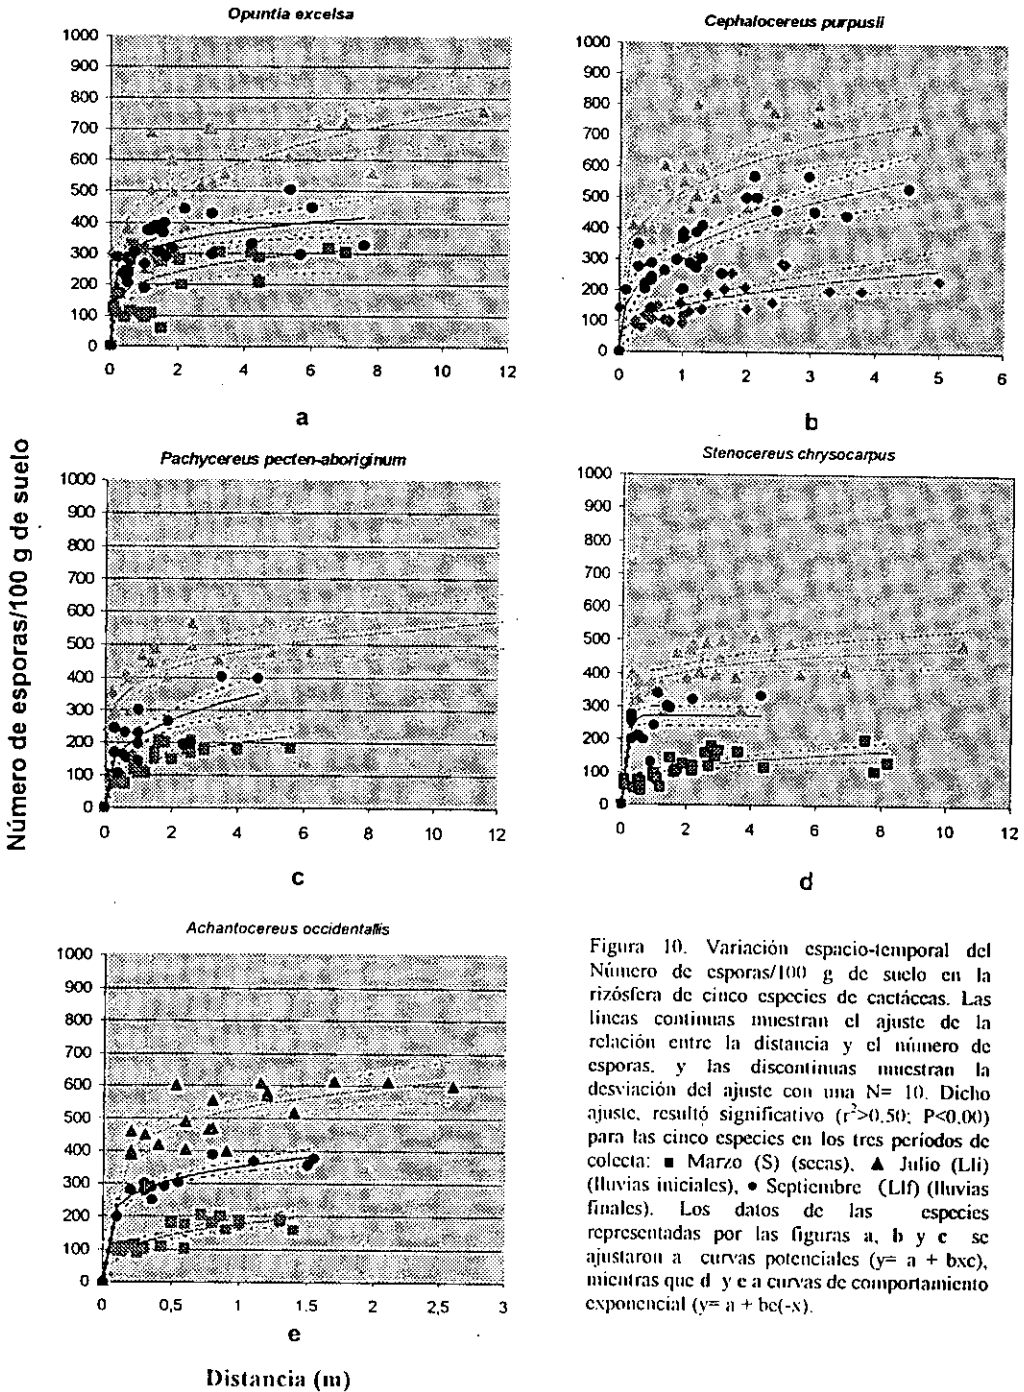 Opuntia excelsa
1000
900
800
700
600
500
400
300
200
100
0
0 2 4 6 8 10 12
a
Cephalocereus purpusii
1000
900
800
700
600
500
400
300
200
100
0
0 1 2 3 4 5 6
b
Número de esporas/100 g de suelo
Pachycereus pecten-aboriginum
1000
900
800
700
600
500
400
300
200
100
0
0 2 4 6 8 10 12
c
Stenocereus chrysocarpus
1000
900
800
700
600
500
400
300
200
100
0
0 2 4 6 8 10 12
d
Achantocereus occidentallis
1000
900
800
700
600
500
400
300
200
100
0
0 0,5 1 1.5 2 2,5 3
e
Distancia (m)
Figura 10. Variación espacio-temporal del
Número de esporas/100 g de suelo en la
rizósfera de cinco especies de cactáceas. Las
líneas continuas muestran el ajuste de la
relación entre la distancia y el número de
esporas, y las discontinuas muestran la
desviación del ajuste con una N= 10. Dicho
ajuste, resultó significativo (r²>0.50; P<0.00)
para las cinco especies en los tres períodos de
colecta: ■ Marzo (S) (secas), ▲ Julio (Lli)
(lluvias iniciales), ● Septiembre (Llf) (lluvias
finales). Los datos de las especies
representadas por las figuras a, b y c se
ajustaron a curvas potenciales (y= a + bxc),
mientras que d y e a curvas de comportamiento
exponencial (y= a + be(-x).